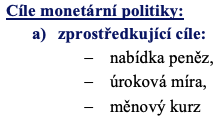 Cíle monetární politiky:
a) zprostředkující cíle:
– nabídka peněz,
– úroková míra,
– měnový kurz